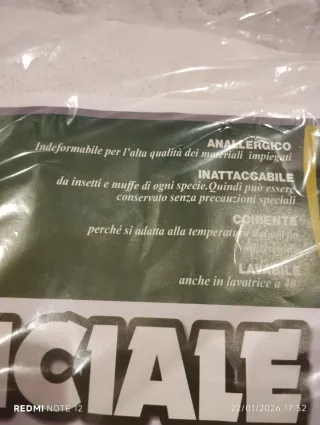 ANALLERGICO
Indeformabile per l'alta qualità dei materiali impiegati
INATTACCABILE
da insetti e muffe di ogni specie.Quindi può essere
conservato senza precauzioni speciali
COIBENTE
perché si adatta alla temperatura
LAVABILE
anche in lavatrice a 40
ICIALE
REDMI NOTE 12
22/01/2026 17:52